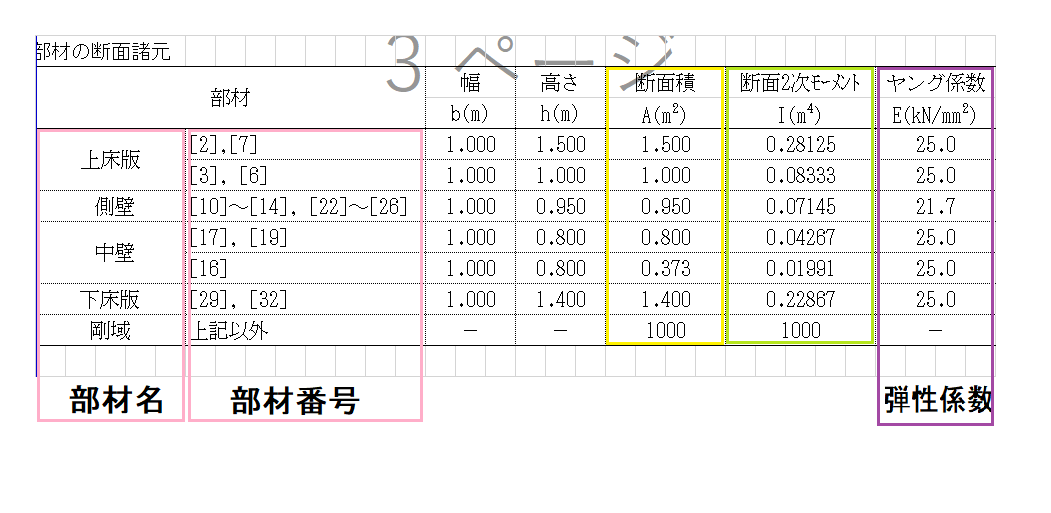 部材の断面諸元
3 ページ
部材 幅 高さ 断面積 断面2次ﾓｰﾒﾝﾄ ヤング係数
b(m) h(m) A(m²) I(m⁴) E(kN/mm²)
上床版 [2],[7] 1.000 1.500 1.500 0.28125 25.0
[3], [6] 1.000 1.000 1.000 0.08333 25.0
側壁 [10]～[14], [22]～[26] 1.000 0.950 0.950 0.07145 21.7
中壁 [17], [19] 1.000 0.800 0.800 0.04267 25.0
[16] 1.000 0.800 0.373 0.01991 25.0
下床版 [29], [32] 1.000 1.400 1.400 0.22867 25.0
剛域 上記以外 － － 1000 1000 －
部材名 部材番号 弾性係数